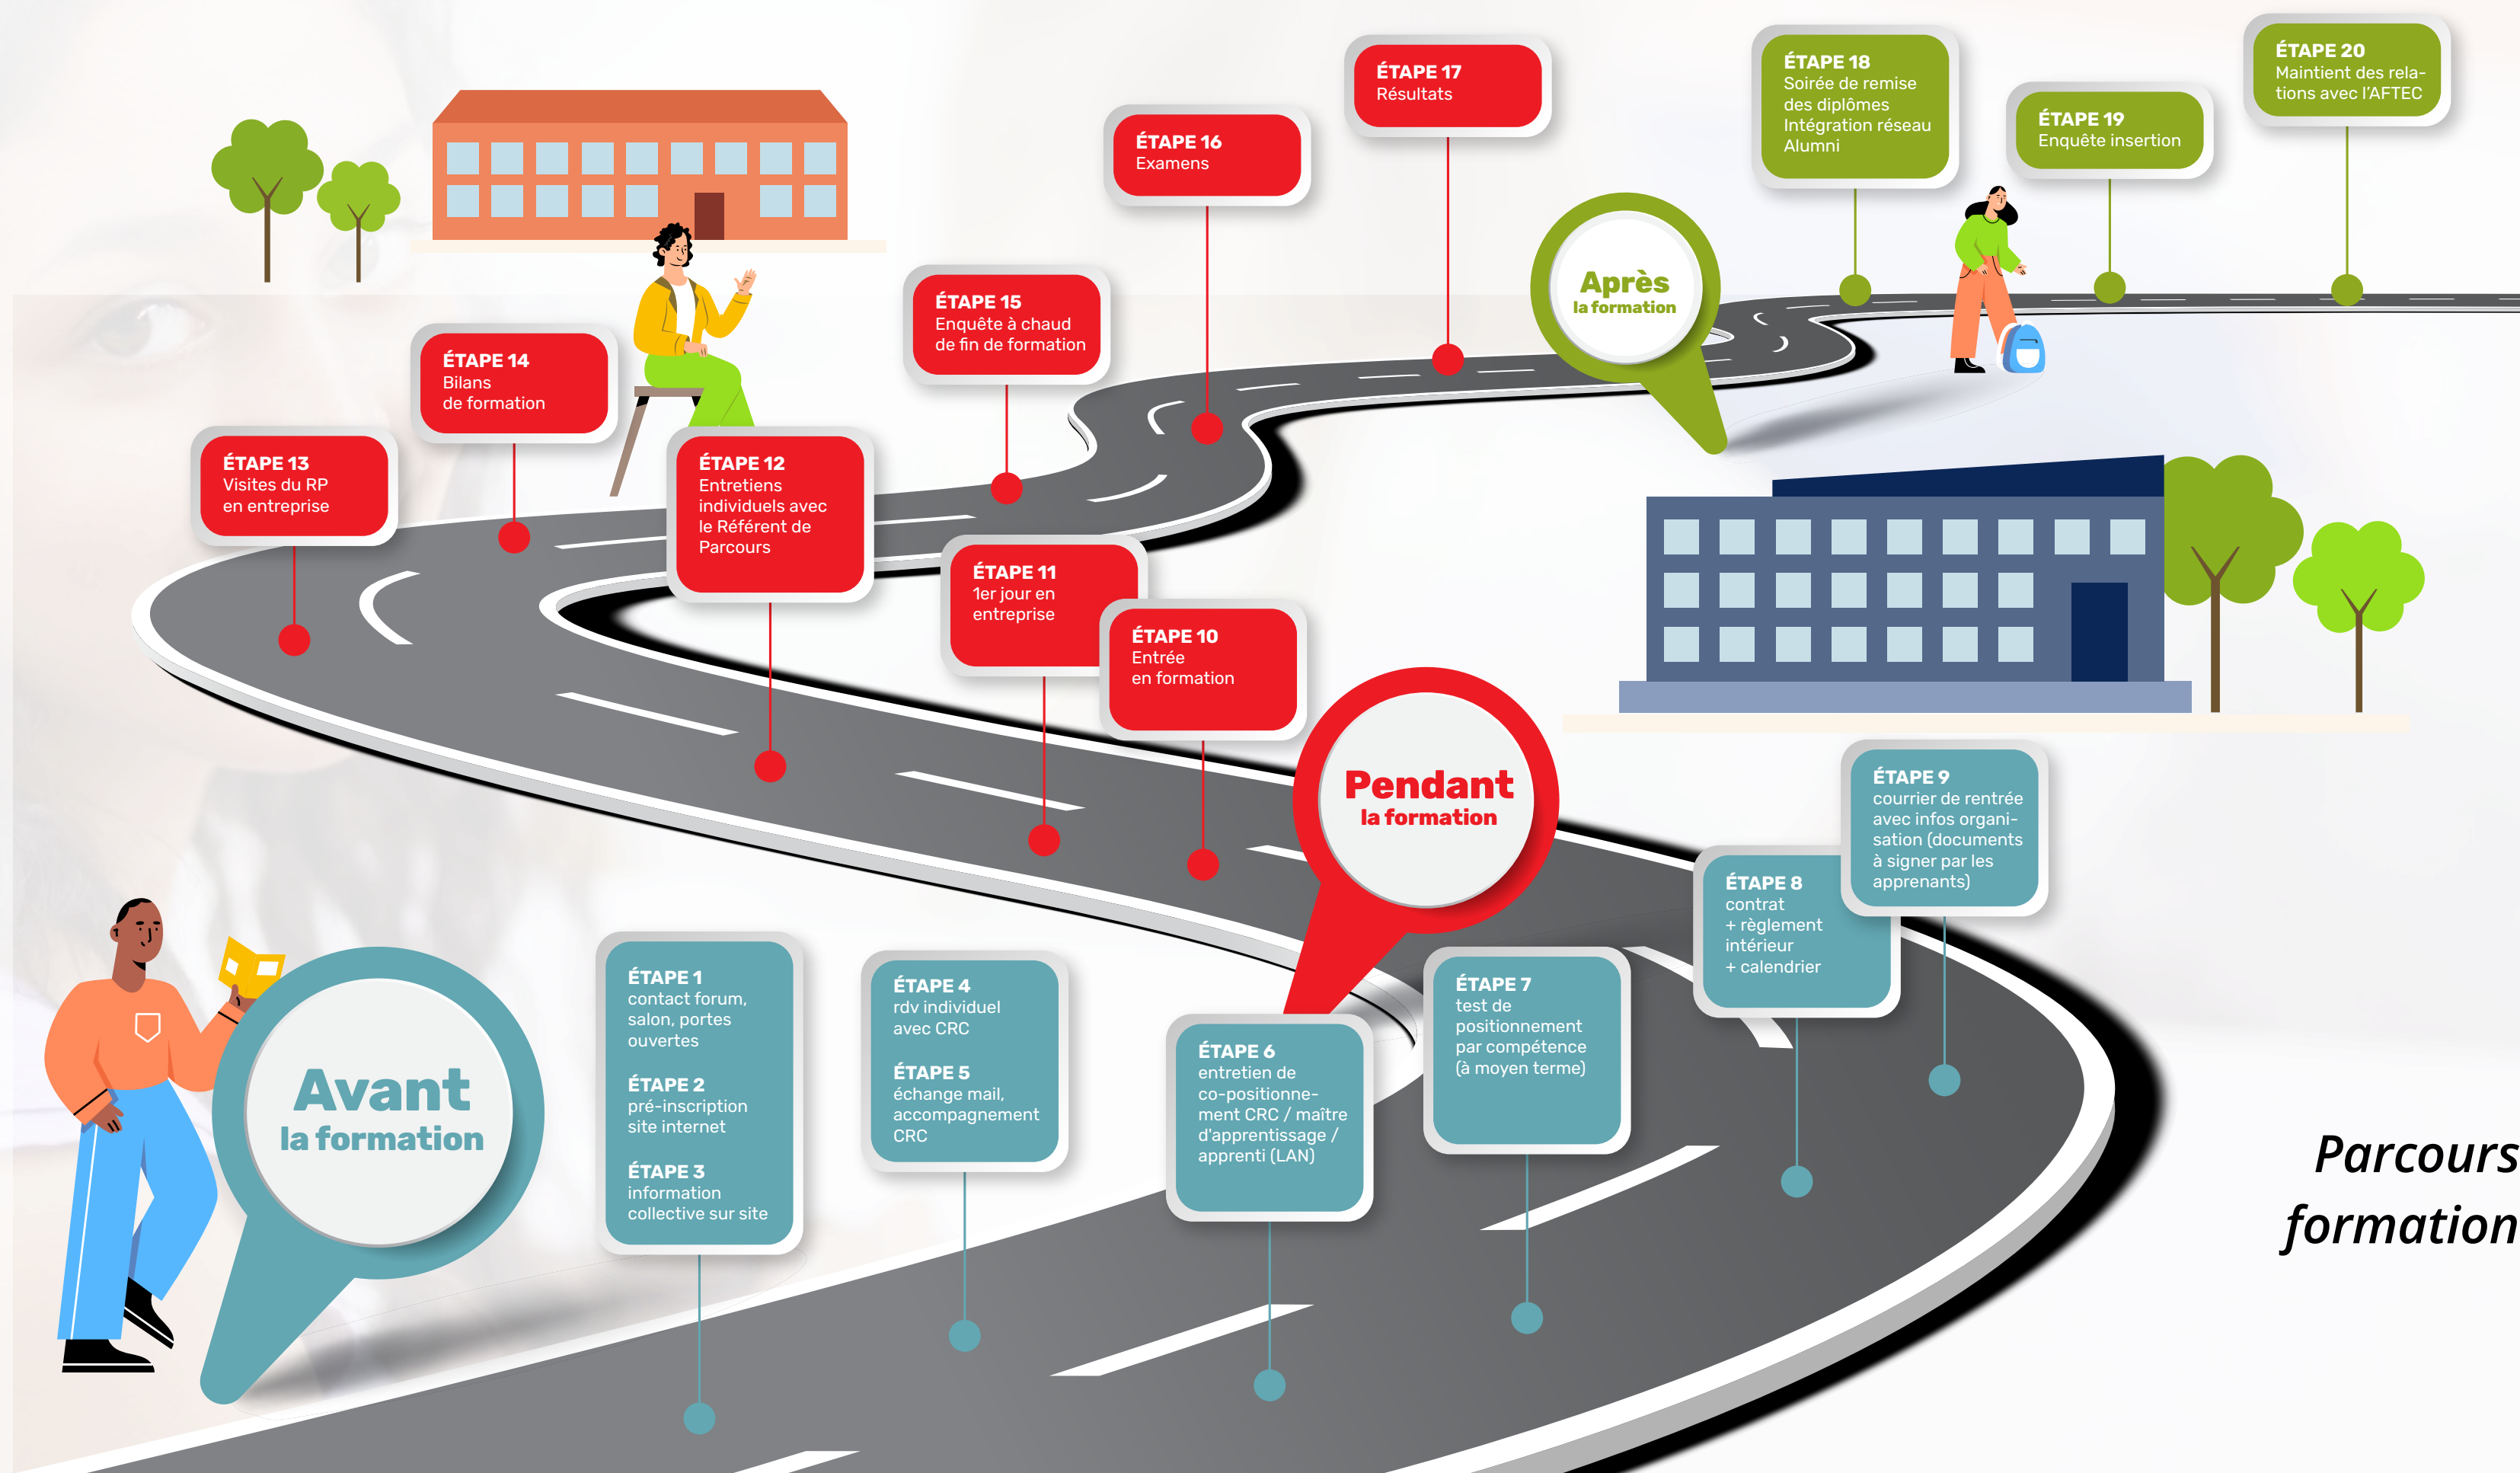 Avant
la formation
ÉTAPE 1
contact forum,
salon, portes
ouvertes
ÉTAPE 2
pré-inscription
site internet
ÉTAPE 3
information
collective sur site
ÉTAPE 4
rdv individuel
avec CRC
ÉTAPE 5
échange mail,
accompagnement
CRC
ÉTAPE 6
entretien de
co-positionne-
ment CRC / maître
d'apprentissage /
apprenti (LAN)
ÉTAPE 7
test de
positionnement
par compétence
(à moyen terme)
ÉTAPE 8
contrat
+ règlement
intérieur
+ calendrier
ÉTAPE 9
courrier de rentrée
avec infos organi-
sation (documents
à signer par les
apprenants)
Pendant
la formation
ÉTAPE 10
Entrée
en formation
ÉTAPE 11
1er jour en
entreprise
ÉTAPE 12
Entretiens
individuels avec
le Référent de
Parcours
ÉTAPE 13
Visites du RP
en entreprise
ÉTAPE 14
Bilans
de formation
ÉTAPE 15
Enquête à chaud
de fin de formation
ÉTAPE 16
Examens
ÉTAPE 17
Résultats
Après
la formation
ÉTAPE 18
Soirée de remise
des diplômes
Intégration réseau
Alumni
ÉTAPE 19
Enquête insertion
ÉTAPE 20
Maintient des rela-
tions avec l'AFTEC
Parcours
formation